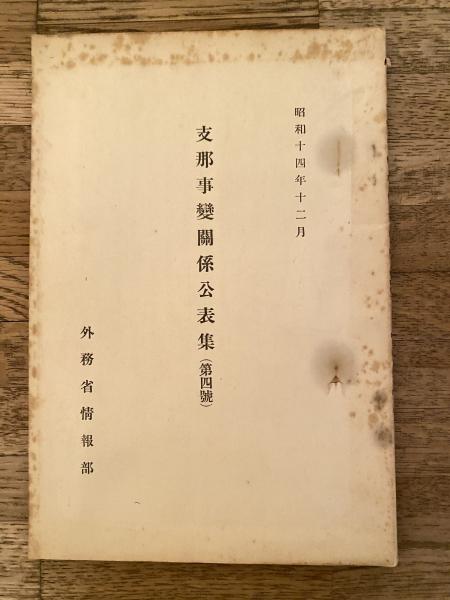 昭和十四年十二月
支那事變關係公表集（第四號）
外務省情報部